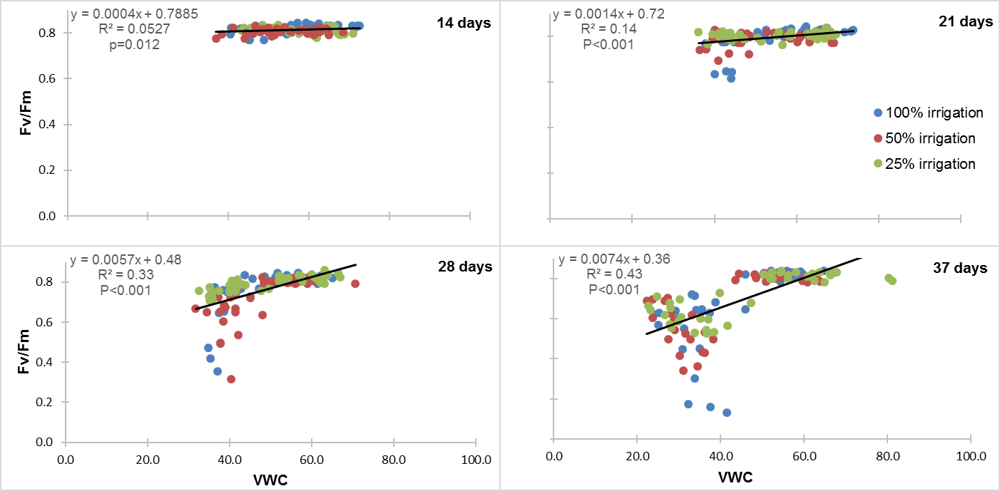 y = 0.0004x + 0.7885
R² = 0.0527
p=0.012
14 days
0.8
0.6
0.4
0.2
0.0
Fv/Fm
y = 0.0014x + 0.72
R² = 0.14
P<0.001
21 days
100% irrigation
50% irrigation
25% irrigation
y = 0.0057x + 0.48
R² = 0.33
P<0.001
28 days
0.8
0.6
0.4
0.2
0.0
Fv/Fm
0.0 20.0 40.0 60.0 80.0 100.0
VWC
y = 0.0074x + 0.36
R² = 0.43
P<0.001
37 days
0.0 20.0 40.0 60.0 80.0 100.0
VWC